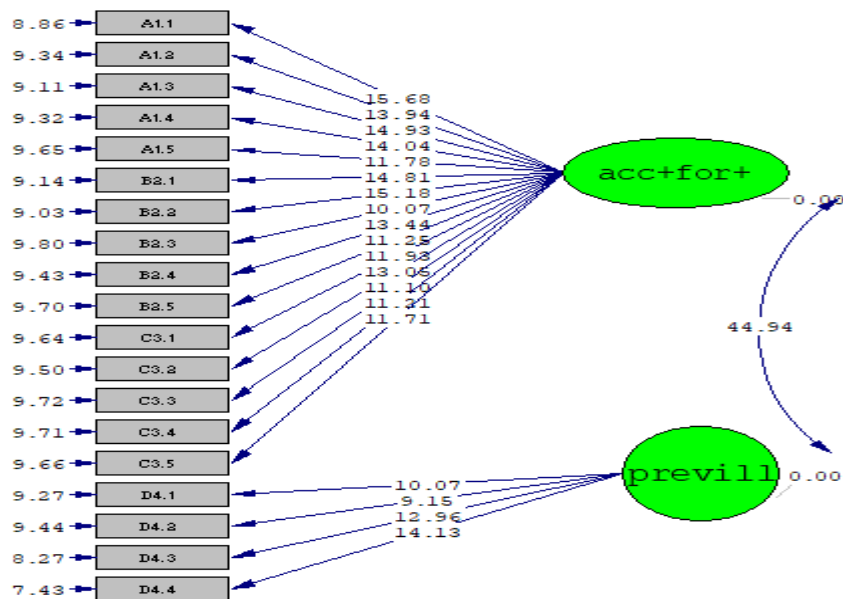 8.86 A1.1
9.34 A1.2
9.11 A1.3
9.32 A1.4
9.65 A1.5
9.14 B2.1
9.03 B2.2
9.80 B2.3
9.43 B2.4
9.70 B2.5
9.64 C3.1
9.50 C3.2
9.72 C3.3
9.71 C3.4
9.66 C3.5
9.27 D4.1
9.44 D4.2
8.27 D4.3
7.43 D4.4
15.68
13.94
14.93
14.04
11.78
14.81
15.18
10.07
13.44
11.25
11.93
13.05
11.10
11.21
11.71
10.07
9.15
12.96
14.13
acc+for+
0.00
44.94
previll
0.00